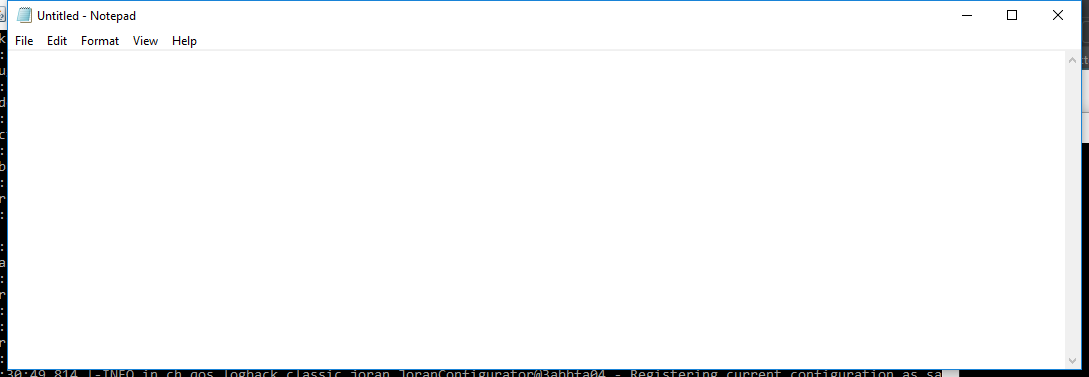 Untitled - Notepad
File Edit Format View Help
:30:49,814 |-INFO in ch.qos.logback.classic.joran.JoranConfigurator@3abbfa04 - Registering current configuration as sa